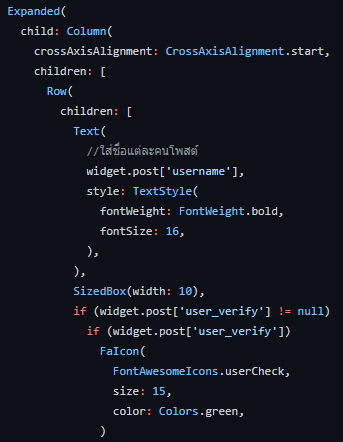 Expanded(
child: Column(
crossAxisAlignment: CrossAxisAlignment.start,
children: [
Row(
children: [
Text(
//ใส่ชื่อแต่ละคนโพสต์
widget.post['username'],
style: TextStyle(
fontWeight: FontWeight.bold,
fontSize: 16,
),
),
SizedBox(width: 10),
if (widget.post['user_verify'] != null)
if (widget.post['user_verify'])
FaIcon(
FontAwesomeIcons.userCheck,
size: 15,
color: Colors.green,
)